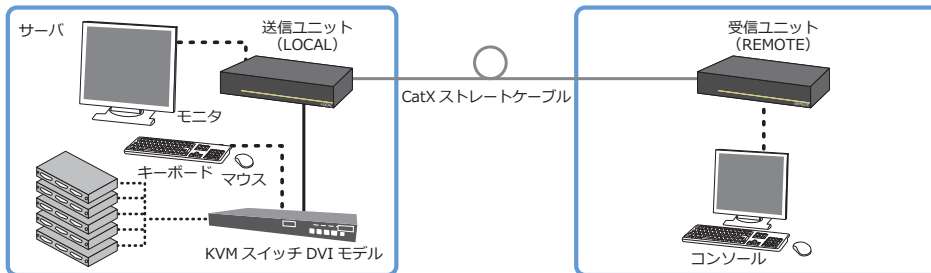 サーバ
送信ユニット
（LOCAL）
モニタ
キーボード
マウス
KVM スイッチ DVI モデル
CatX ストレートケーブル
受信ユニット
（REMOTE）
コンソール